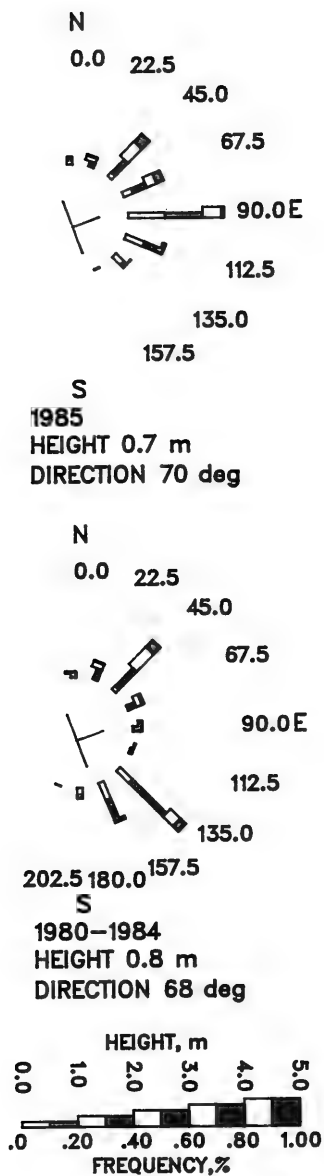 N
0.0 22.5
45.0
67.5
90.0 E
112.5
135.0
157.5
S
1985
HEIGHT 0.7 m
DIRECTION 70 deg
N
0.0 22.5
45.0
67.5
90.0 E
112.5
135.0
157.5
202.5 180.0
S
1980-1984
HEIGHT 0.8 m
DIRECTION 68 deg
HEIGHT, m
0.0 1.0 2.0 3.0 4.0 5.0
.0 .20 .40 .60 .80 1.00
FREQUENCY,%